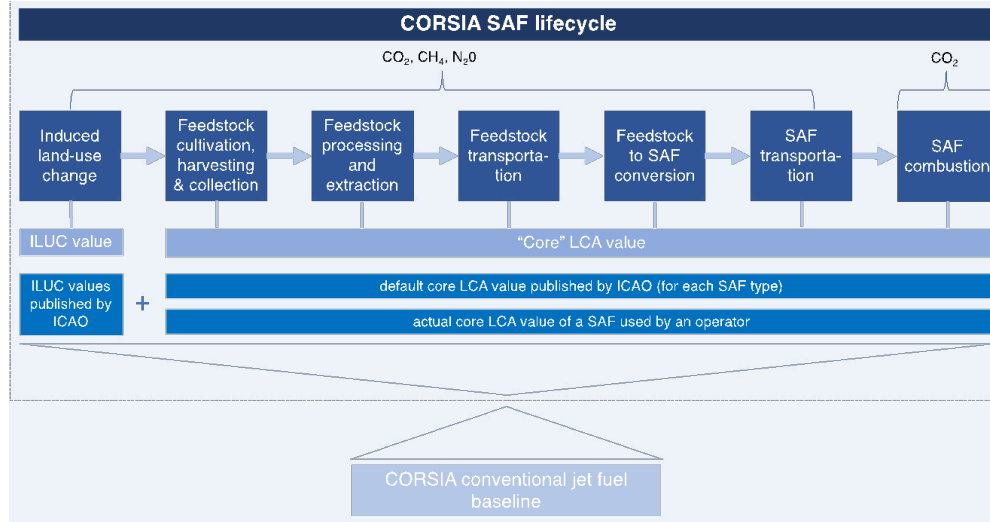 CORSIA SAF lifecycle
CO2, CH4, N20
CO2
Induced
land-use
change
Feedstock
cultivation,
harvesting
& collection
Feedstock
processing
and
extraction
Feedstock
transporta-
tion
Feedstock
to SAF
conversion
SAF
transporta-
tion
SAF
combustion
ILUC value
“Core” LCA value
ILUC values
published by
ICAO
+
default core LCA value published by ICAO (for each SAF type)
actual core LCA value of a SAF used by an operator
CORSIA conventional jet fuel
baseline